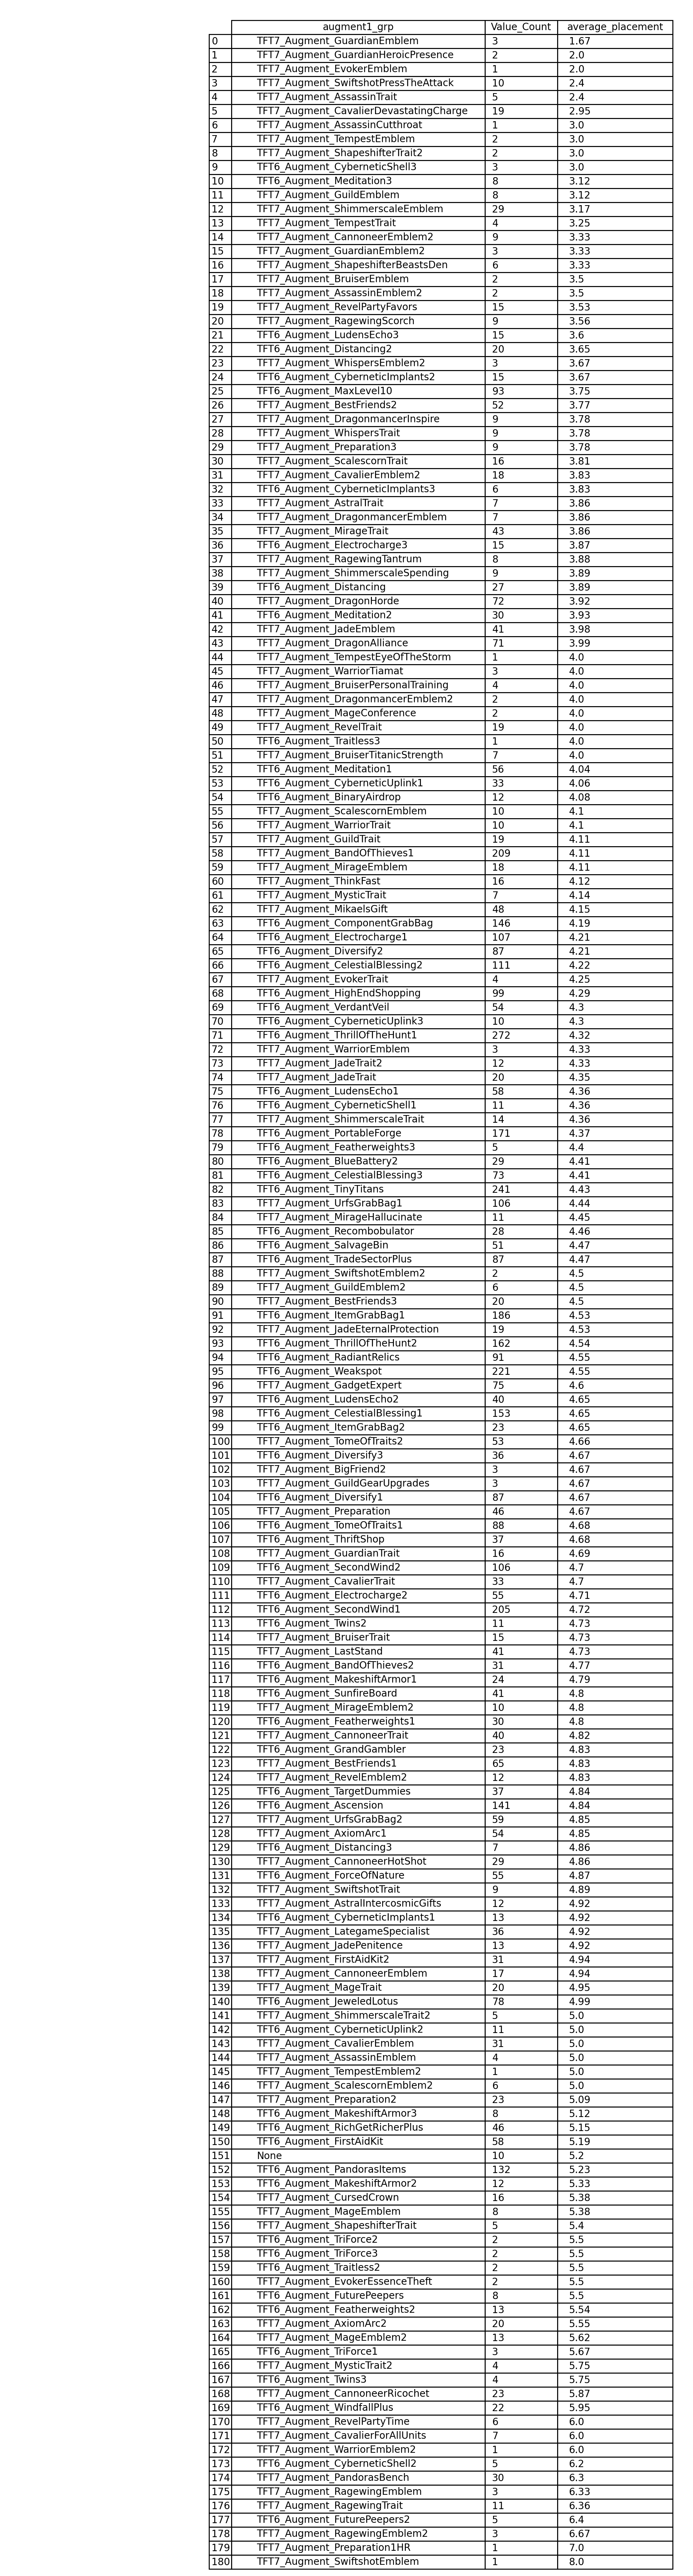 augment1_grp Value_Count average_placement
0 TFT7_Augment_GuardianEmblem 3 1.67
1 TFT7_Augment_GuardianHeroicPresence 2 2.0
2 TFT7_Augment_EvokerEmblem 1 2.0
3 TFT7_Augment_SwiftshotPressTheAttack 10 2.4
4 TFT7_Augment_AssassinTrait 5 2.4
5 TFT7_Augment_CavalierDevastatingCharge 19 2.95
6 TFT7_Augment_AssassinCutthroat 1 3.0
7 TFT7_Augment_TempestEmblem 2 3.0
8 TFT7_Augment_ShapeshifterTrait2 2 3.0
9 TFT6_Augment_CyberneticShell3 3 3.0
10 TFT6_Augment_Meditation3 8 3.12
11 TFT7_Augment_GuildEmblem 8 3.12
12 TFT7_Augment_ShimmerscaleEmblem 29 3.17
13 TFT7_Augment_TempestTrait 4 3.25
14 TFT7_Augment_CannoneerEmblem2 9 3.33
15 TFT7_Augment_GuardianEmblem2 3 3.33
16 TFT7_Augment_ShapeshifterBeastsDen 6 3.33
17 TFT7_Augment_BruiserEmblem 2 3.5
18 TFT7_Augment_AssassinEmblem2 2 3.5
19 TFT7_Augment_RevelPartyFavors 15 3.53
20 TFT7_Augment_RagewingScorch 9 3.56
21 TFT6_Augment_LudensEcho3 15 3.6
22 TFT6_Augment_Distancing2 20 3.65
23 TFT7_Augment_WhispersEmblem2 3 3.67
24 TFT6_Augment_CyberneticImplants2 15 3.67
25 TFT7_Augment_MaxLevel10 93 3.75
26 TFT7_Augment_BestFriends2 52 3.77
27 TFT7_Augment_DragonmancerInspire 9 3.78
28 TFT7_Augment_WhispersTrait 9 3.78
29 TFT7_Augment_Preparation3 9 3.78
30 TFT7_Augment_ScalescornTrait 16 3.81
31 TFT7_Augment_CavalierEmblem2 18 3.83
32 TFT6_Augment_CyberneticImplants3 6 3.83
33 TFT7_Augment_AstralTrait 7 3.86
34 TFT7_Augment_DragonmancerEmblem 7 3.86
35 TFT7_Augment_MirageTrait 43 3.86
36 TFT6_Augment_Electrocharge3 15 3.87
37 TFT7_Augment_RagewingTantrum 8 3.88
38 TFT7_Augment_ShimmerscaleSpending 9 3.89
39 TFT6_Augment_Distancing 27 3.89
40 TFT7_Augment_DragonHorde 72 3.92
41 TFT6_Augment_Meditation2 30 3.93
42 TFT7_Augment_JadeEmblem 41 3.98
43 TFT7_Augment_DragonAlliance 71 3.99
44 TFT7_Augment_TempestEyeOfTheStorm 1 4.0
45 TFT7_Augment_WarriorTiamat 3 4.0
46 TFT7_Augment_BruiserPersonalTraining 4 4.0
47 TFT7_Augment_DragonmancerEmblem2 2 4.0
48 TFT7_Augment_MageConference 2 4.0
49 TFT7_Augment_RevelTrait 19 4.0
50 TFT6_Augment_Traitless3 1 4.0
51 TFT7_Augment_BruiserTitanicStrength 7 4.0
52 TFT6_Augment_Meditation1 56 4.04
53 TFT6_Augment_CyberneticUplink1 33 4.06
54 TFT6_Augment_BinaryAirdrop 12 4.08
55 TFT7_Augment_ScalescornEmblem 10 4.1
56 TFT7_Augment_WarriorTrait 10 4.1
57 TFT7_Augment_GuildTrait 19 4.11
58 TFT7_Augment_BandOfThieves1 209 4.11
59 TFT7_Augment_MirageEmblem 18 4.11
60 TFT7_Augment_ThinkFast 16 4.12
61 TFT7_Augment_MysticTrait 7 4.14
62 TFT7_Augment_MikaelsGift 48 4.15
63 TFT6_Augment_ComponentGrabBag 146 4.19
64 TFT6_Augment_Electrocharge1 107 4.21
65 TFT6_Augment_Diversify2 87 4.21
66 TFT6_Augment_CelestialBlessing2 111 4.22
67 TFT7_Augment_EvokerTrait 4 4.25
68 TFT6_Augment_HighEndShopping 99 4.29
69 TFT6_Augment_VerdantVeil 54 4.3
70 TFT6_Augment_CyberneticUplink3 10 4.3
71 TFT6_Augment_ThrillOfTheHunt1 272 4.32
72 TFT7_Augment_WarriorEmblem 3 4.33
73 TFT7_Augment_JadeTrait2 12 4.33
74 TFT7_Augment_JadeTrait 20 4.35
75 TFT6_Augment_LudensEcho1 58 4.36
76 TFT6_Augment_CyberneticShell1 11 4.36
77 TFT7_Augment_ShimmerscaleTrait 14 4.36
78 TFT6_Augment_PortableForge 171 4.37
79 TFT6_Augment_Featherweights3 5 4.4
80 TFT6_Augment_BlueBattery2 29 4.41
81 TFT6_Augment_CelestialBlessing3 73 4.41
82 TFT6_Augment_TinyTitans 241 4.43
83 TFT7_Augment_UrfsGrabBag1 106 4.44
84 TFT7_Augment_MirageHallucinate 11 4.45
85 TFT6_Augment_Recombobulator 28 4.46
86 TFT6_Augment_SalvageBin 51 4.47
87 TFT6_Augment_TradeSectorPlus 87 4.47
88 TFT7_Augment_SwiftshotEmblem2 2 4.5
89 TFT7_Augment_GuildEmblem2 6 4.5
90 TFT7_Augment_BestFriends3 20 4.5
91 TFT6_Augment_ItemGrabBag1 186 4.53
92 TFT7_Augment_JadeEternalProtection 19 4.53
93 TFT6_Augment_ThrillOfTheHunt2 162 4.54
94 TFT6_Augment_RadiantRelics 91 4.55
95 TFT6_Augment_Weakspot 221 4.55
96 TFT7_Augment_GadgetExpert 75 4.6
97 TFT6_Augment_LudensEcho2 40 4.65
98 TFT6_Augment_CelestialBlessing1 153 4.65
99 TFT6_Augment_ItemGrabBag2 23 4.65
100 TFT7_Augment_TomeOfTraits2 53 4.66
101 TFT6_Augment_Diversify3 36 4.67
102 TFT7_Augment_BigFriend2 3 4.67
103 TFT7_Augment_GuildGearUpgrades 3 4.67
104 TFT6_Augment_Diversify1 87 4.67
105 TFT7_Augment_Preparation 46 4.67
106 TFT6_Augment_TomeOfTraits1 88 4.68
107 TFT6_Augment_ThriftShop 37 4.68
108 TFT7_Augment_GuardianTrait 16 4.69
109 TFT6_Augment_SecondWind2 106 4.7
110 TFT7_Augment_CavalierTrait 33 4.7
111 TFT6_Augment_Electrocharge2 55 4.71
112 TFT6_Augment_SecondWind1 205 4.72
113 TFT6_Augment_Twins2 11 4.73
114 TFT7_Augment_BruiserTrait 15 4.73
115 TFT7_Augment_LastStand 41 4.73
116 TFT6_Augment_BandOfThieves2 31 4.77
117 TFT6_Augment_MakeshiftArmor1 24 4.79
118 TFT6_Augment_SunfireBoard 41 4.8
119 TFT7_Augment_MirageEmblem2 10 4.8
120 TFT6_Augment_Featherweights1 30 4.8
121 TFT7_Augment_CannoneerTrait 40 4.82
122 TFT6_Augment_GrandGambler 23 4.83
123 TFT7_Augment_BestFriends1 65 4.83
124 TFT7_Augment_RevelEmblem2 12 4.83
125 TFT6_Augment_TargetDummies 37 4.84
126 TFT6_Augment_Ascension 141 4.84
127 TFT7_Augment_UrfsGrabBag2 59 4.85
128 TFT7_Augment_AxiomArc1 54 4.85
129 TFT6_Augment_Distancing3 7 4.86
130 TFT7_Augment_CannoneerHotShot 29 4.86
131 TFT6_Augment_ForceOfNature 55 4.87
132 TFT7_Augment_SwiftshotTrait 9 4.89
133 TFT7_Augment_AstralIntercosmicGifts 12 4.92
134 TFT6_Augment_CyberneticImplants1 13 4.92
135 TFT7_Augment_LategameSpecialist 36 4.92
136 TFT7_Augment_JadePenitence 13 4.92
137 TFT7_Augment_FirstAidKit2 31 4.94
138 TFT7_Augment_CannoneerEmblem 17 4.94
139 TFT7_Augment_MageTrait 20 4.95
140 TFT6_Augment_JeweledLotus 78 4.99
141 TFT7_Augment_ShimmerscaleTrait2 5 5.0
142 TFT6_Augment_CyberneticUplink2 11 5.0
143 TFT7_Augment_CavalierEmblem 31 5.0
144 TFT7_Augment_AssassinEmblem 4 5.0
145 TFT7_Augment_TempestEmblem2 1 5.0
146 TFT7_Augment_ScalescornEmblem2 6 5.0
147 TFT7_Augment_Preparation2 23 5.09
148 TFT6_Augment_MakeshiftArmor3 8 5.12
149 TFT6_Augment_RichGetRicherPlus 46 5.15
150 TFT6_Augment_FirstAidKit 58 5.19
151 None 10 5.2
152 TFT6_Augment_PandorasItems 132 5.23
153 TFT6_Augment_MakeshiftArmor2 12 5.33
154 TFT7_Augment_CursedCrown 16 5.38
155 TFT7_Augment_MageEmblem 8 5.38
156 TFT7_Augment_ShapeshifterTrait 5 5.4
157 TFT6_Augment_TriForce2 2 5.5
158 TFT6_Augment_TriForce3 2 5.5
159 TFT6_Augment_Traitless2 2 5.5
160 TFT7_Augment_EvokerEssenceTheft 2 5.5
161 TFT7_Augment_FuturePeepers 8 5.5
162 TFT6_Augment_Featherweights2 13 5.54
163 TFT7_Augment_AxiomArc2 20 5.55
164 TFT7_Augment_MageEmblem2 13 5.62
165 TFT6_Augment_TriForce1 3 5.67
166 TFT7_Augment_MysticTrait2 4 5.75
167 TFT6_Augment_Twins3 4 5.75
168 TFT7_Augment_CannoneerRicochet 23 5.87
169 TFT6_Augment_WindfallPlus 22 5.95
170 TFT7_Augment_RevelPartyTime 6 6.0
171 TFT7_Augment_CavalierForAllUnits 7 6.0
172 TFT7_Augment_WarriorEmblem2 1 6.0
173 TFT6_Augment_CyberneticShell2 5 6.2
174 TFT7_Augment_PandorasBench 30 6.3
175 TFT7_Augment_RagewingEmblem 3 6.33
176 TFT7_Augment_RagewingTrait 11 6.36
177 TFT7_Augment_FuturePeepers2 5 6.4
178 TFT7_Augment_RagewingEmblem2 3 6.67
179 TFT7_Augment_Preparation1HR 1 7.0
180 TFT7_Augment_SwiftshotEmblem 1 8.0